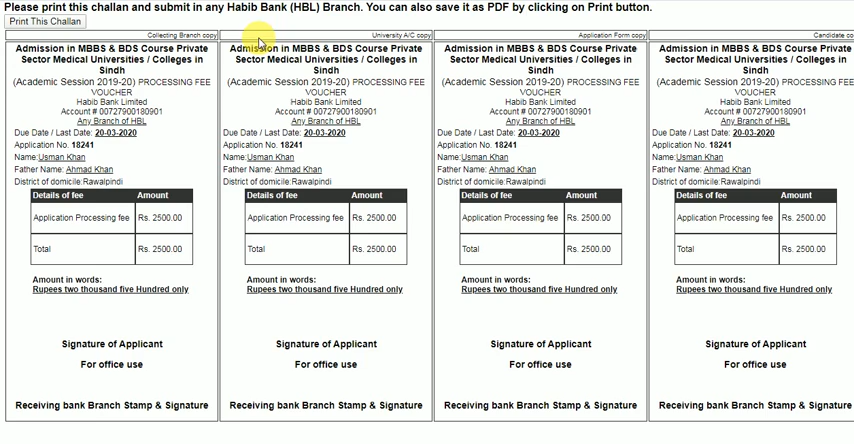 Please print this challan and submit in any Habib Bank (HBL) Branch. You can also save it as PDF by clicking on Print button.
Print This Challan
Collecting Branch copy
Admission in MBBS & BDS Course Private
Sector Medical Universities / Colleges in
Sindh
(Academic Session 2019-20) PROCESSING FEE
VOUCHER
Habib Bank Limited
Account # 00727900180901
Any Branch of HBL
Due Date / Last Date: 20-03-2020
Application No. 18241
Name:Usman Khan
Father Name: Ahmad Khan
District of domicile:Rawalpindi
Details of fee Amount
Application Processing fee Rs. 2500.00
Total Rs. 2500.00
Amount in words:
Rupees two thousand five Hundred only
Signature of Applicant
For office use
Receiving bank Branch Stamp & Signature
University A/C copy
Admission in MBBS & BDS Course Private
Sector Medical Universities / Colleges in
Sindh
(Academic Session 2019-20) PROCESSING FEE
VOUCHER
Habib Bank Limited
Account # 00727900180901
Any Branch of HBL
Due Date / Last Date: 20-03-2020
Application No. 18241
Name:Usman Khan
Father Name: Ahmad Khan
District of domicile:Rawalpindi
Details of fee Amount
Application Processing fee Rs. 2500.00
Total Rs. 2500.00
Amount in words:
Rupees two thousand five Hundred only
Signature of Applicant
For office use
Receiving bank Branch Stamp & Signature
Application Form copy
Admission in MBBS & BDS Course Private
Sector Medical Universities / Colleges in
Sindh
(Academic Session 2019-20) PROCESSING FEE
VOUCHER
Habib Bank Limited
Account # 00727900180901
Any Branch of HBL
Due Date / Last Date: 20-03-2020
Application No. 18241
Name:Usman Khan
Father Name: Ahmad Khan
District of domicile:Rawalpindi
Details of fee Amount
Application Processing fee Rs. 2500.00
Total Rs. 2500.00
Amount in words:
Rupees two thousand five Hundred only
Signature of Applicant
For office use
Receiving bank Branch Stamp & Signature
Candidate co
Admission in MBBS & BDS Course Private
Sector Medical Universities / Colleges in
Sindh
(Academic Session 2019-20) PROCESSING FEE
VOUCHER
Habib Bank Limited
Account # 00727900180901
Any Branch of HBL
Due Date / Last Date: 20-03-2020
Application No. 18241
Name:Usman Khan
Father Name: Ahmad Khan
District of domicile:Rawalpindi
Details of fee Amount
Application Processing fee Rs. 2500.00
Total Rs. 2500.00
Amount in words:
Rupees two thousand five Hundred only
Signature of Applicant
For office use
Receiving bank Branch Stamp & Signature